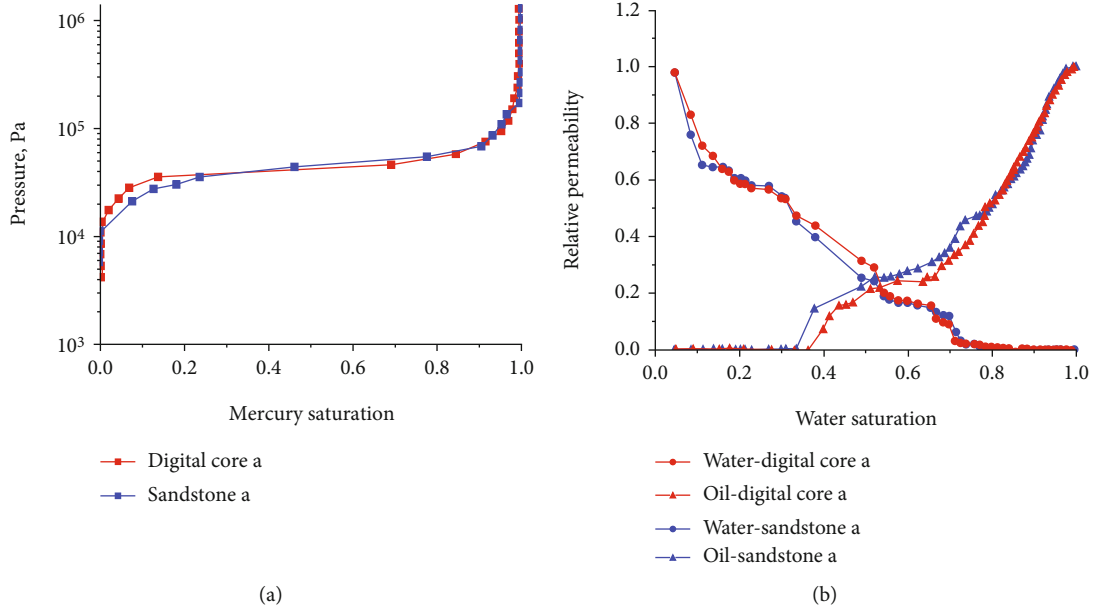 10⁶
10⁵
10⁴
10³
Pressure, Pa
0.0 0.2 0.4 0.6 0.8 1.0
Mercury saturation
Digital core a
Sandstone a
(a)
1.2
1.0
0.8
0.6
0.4
0.2
0.0
Relative permeability
0.0 0.2 0.4 0.6 0.8 1.0
Water saturation
Water-digital core a
Oil-digital core a
Water-sandstone a
Oil-sandstone a
(b)